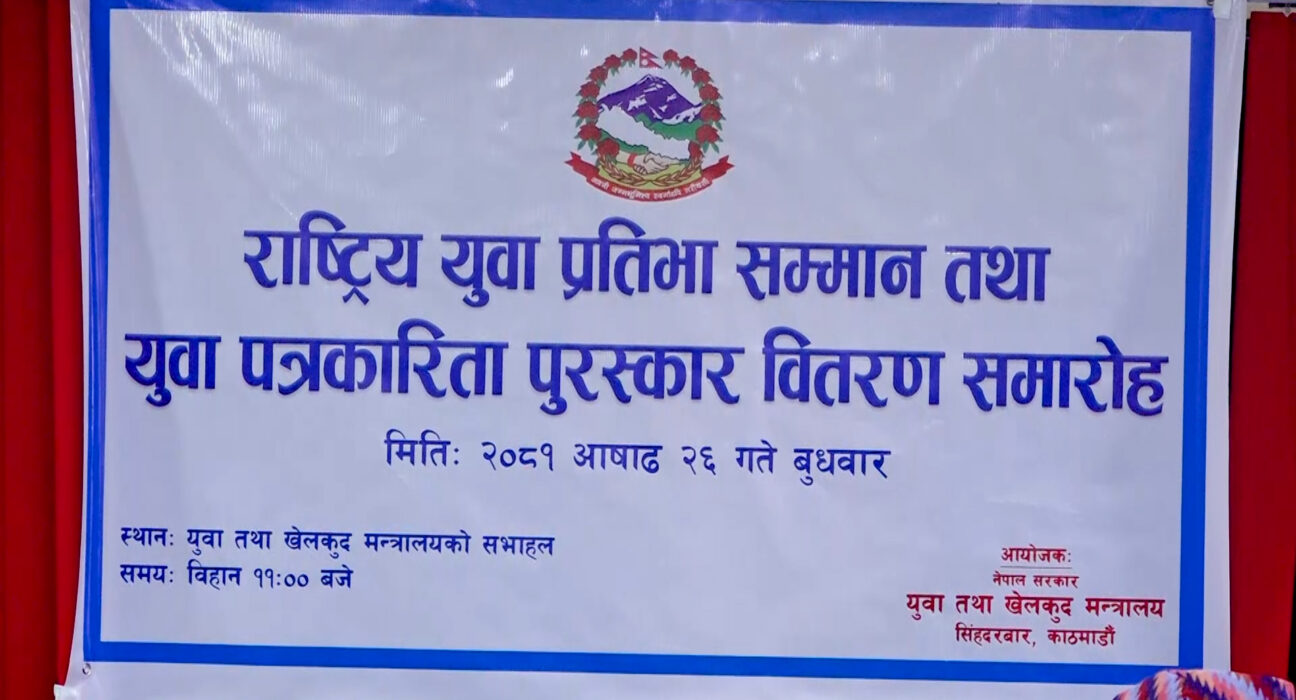 राष्ट्रिय युवा प्रतिभा सम्मान तथा
युवा पत्रकारिता पुरस्कार वितरण समारोह
मितिः २०८१ आषाढ २६ गते बुधवार
स्थानः युवा तथा खेलकुद मन्त्रालयको सभाहल
समयः विहान ११:०० बजे
आयोजकः
नेपाल सरकार
युवा तथा खेलकुद मन्त्रालय
सिंहदरबार, काठमाडौं